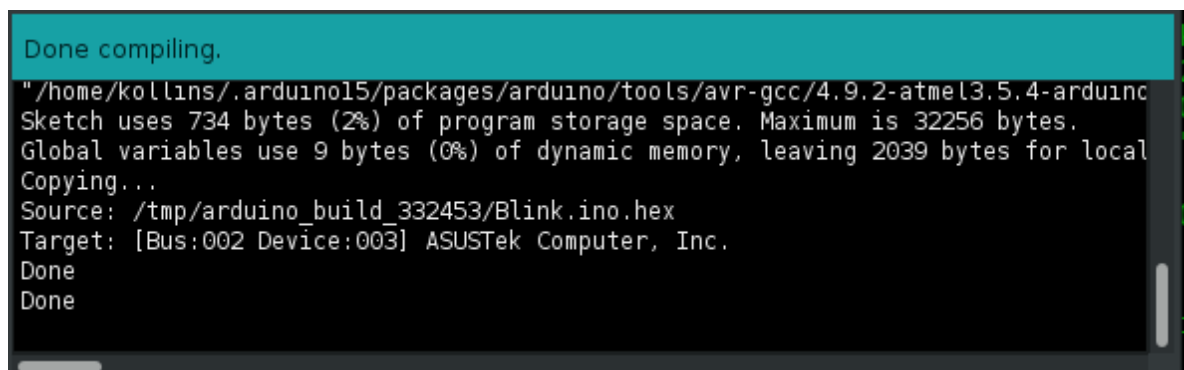 Done compiling.
"/home/kollins/.arduino15/packages/arduino/tools/avr-gcc/4.9.2-atmel3.5.4-arduino
Sketch uses 734 bytes (2%) of program storage space. Maximum is 32256 bytes.
Global variables use 9 bytes (0%) of dynamic memory, leaving 2039 bytes for local
Copying...
Source: /tmp/arduino_build_332453/Blink.ino.hex
Target: [Bus:002 Device:003] ASUSTek Computer, Inc.
Done
Done